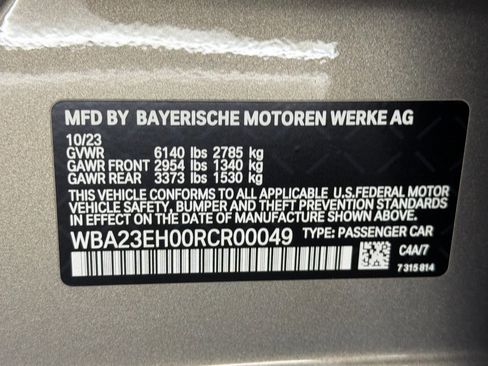 MFD BY BAYERISCHE MOTOREN WERKE AG
10/23
GVWR 6140 lbs 2785 kg
GAWR FRONT 2954 lbs 1340 kg
GAWR REAR 3373 lbs 1530 kg
THIS VEHICLE CONFORMS TO ALL APPLICABLE U.S.FEDERAL MOTOR
VEHICLE SAFETY, BUMPER AND THEFT PREVENTION STANDARDS
IN EFFECT ON THE DATE OF MANUFACTURE SHOWN ABOVE.
WBA23EH00RCR00049 TYPE: PASSENGER CAR
C4A/7
7 315 814